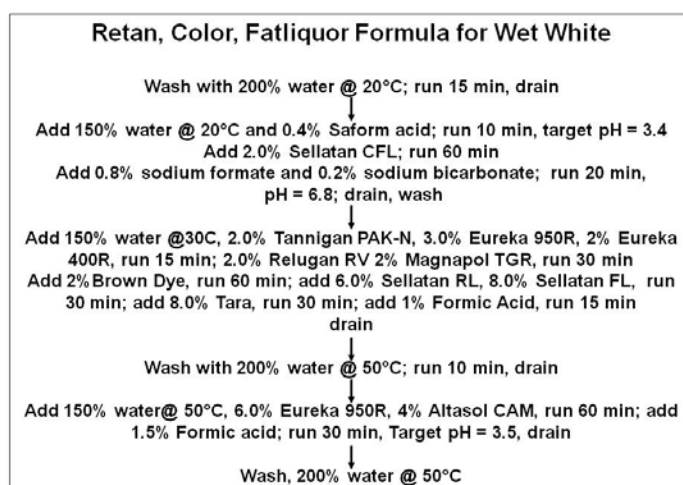 Retan, Color, Fatliquor Formula for Wet White
Wash with 200% water @ 20°C; run 15 min, drain
Add 150% water @ 20°C and 0.4% Saform acid; run 10 min, target pH = 3.4
Add 2.0% Sellatan CFL; run 60 min
Add 0.8% sodium formate and 0.2% sodium bicarbonate; run 20 min,
pH = 6.8; drain, wash
Add 150% water @30C, 2.0% Tannigan PAK-N, 3.0% Eureka 950R, 2% Eureka
400R, run 15 min; 2.0% Relugan RV 2% Magnapol TGR, run 30 min
Add 2% Brown Dye, run 60 min; add 6.0% Sellatan RL, 8.0% Sellatan FL, run
30 min; add 8.0% Tara, run 30 min; add 1% Formic Acid, run 15 min
drain
Wash with 200% water @ 50°C; run 10 min, drain
Add 150% water@ 50°C, 6.0% Eureka 950R, 4% Altasol CAM, run 60 min; add
1.5% Formic acid; run 30 min, Target pH = 3.5, drain
Wash, 200% water @ 50°C